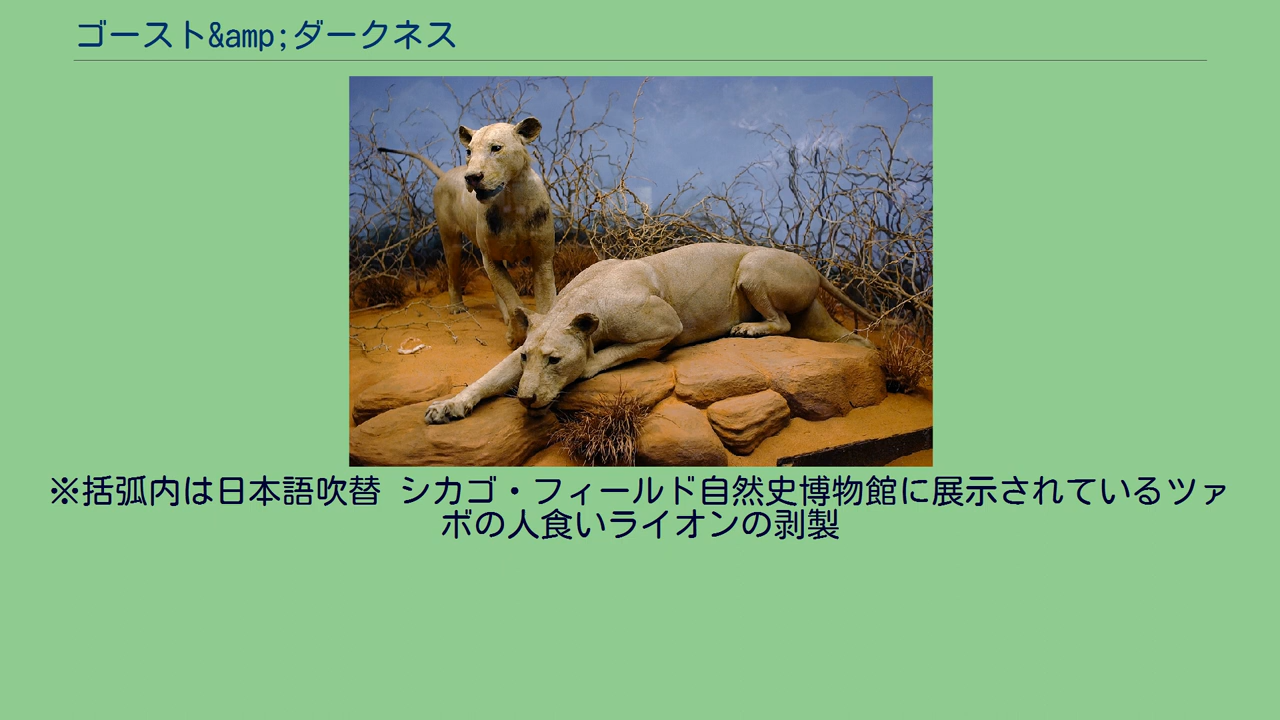 ゴースト&amp;ダークネス
※括弧内は日本語吹替 シカゴ・フィールド自然史博物館に展示されているツァ
ボの人食いライオンの剥製